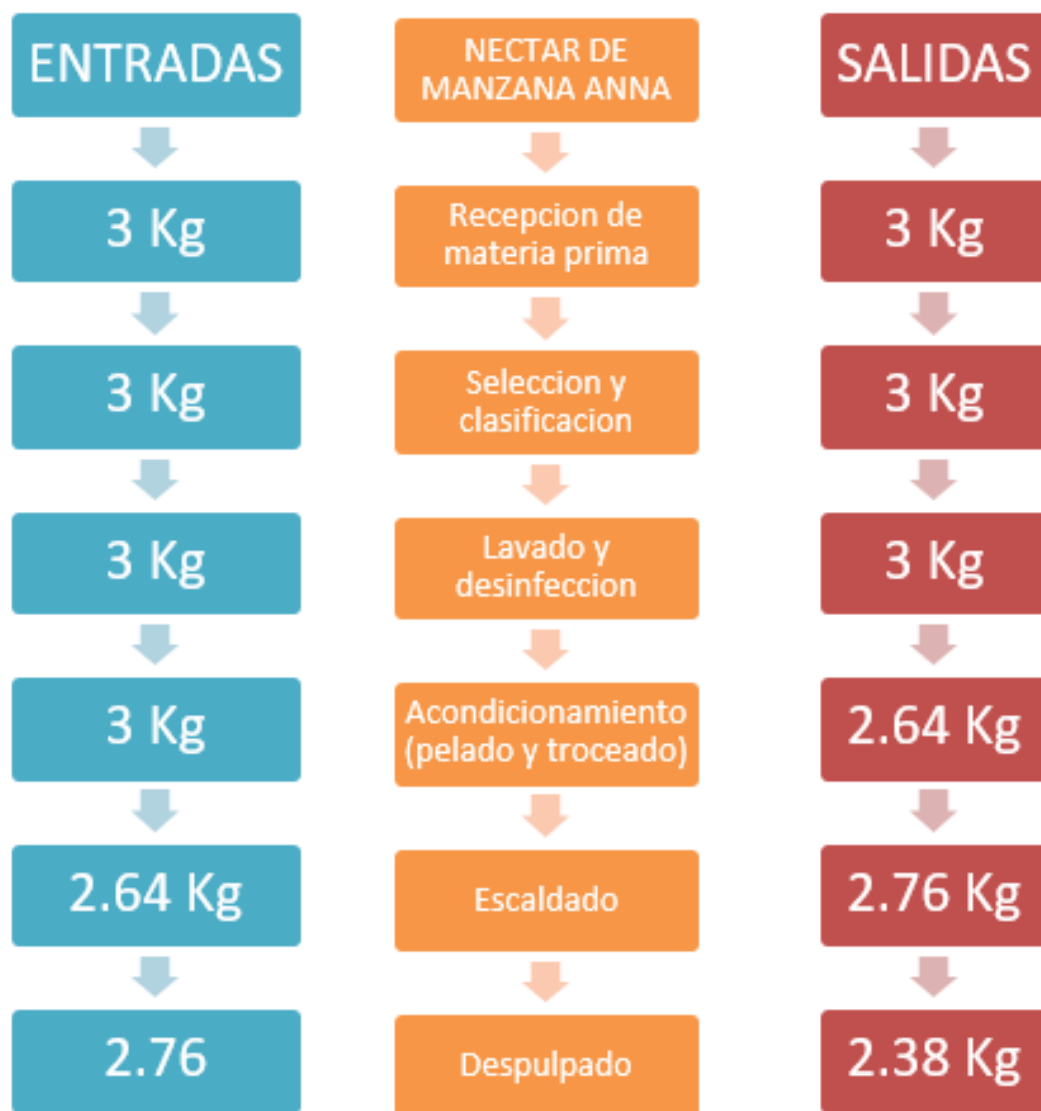 ENTRADAS
NECTAR DE
MANZANA ANNA
SALIDAS
3 Kg
Recepcion de
materia prima
3 Kg
3 Kg
Seleccion y
clasificacion
3 Kg
3 Kg
Lavado y
desinfeccion
3 Kg
3 Kg
Acondicionamiento
(pelado y troceado)
2.64 Kg
2.64 Kg
Escaldado
2.76 Kg
2.76
Despulpado
2.38 Kg